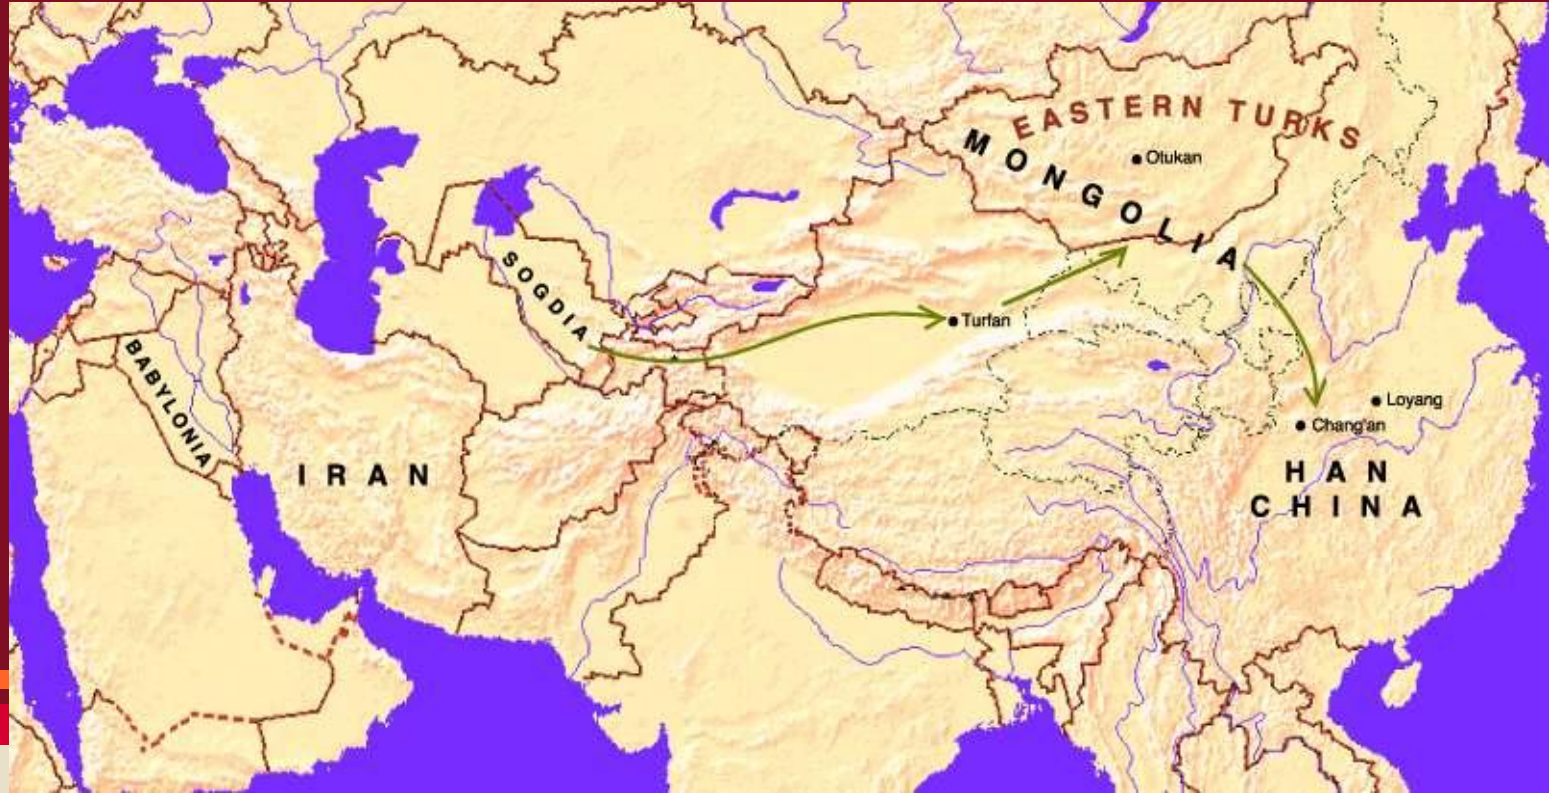 EASTERN TURKS
MONGOLIA
Otukan
SOGDIA
Turfan
BABYLONIA
Loyang
Chang'an
IRAN
HAN
CHINA